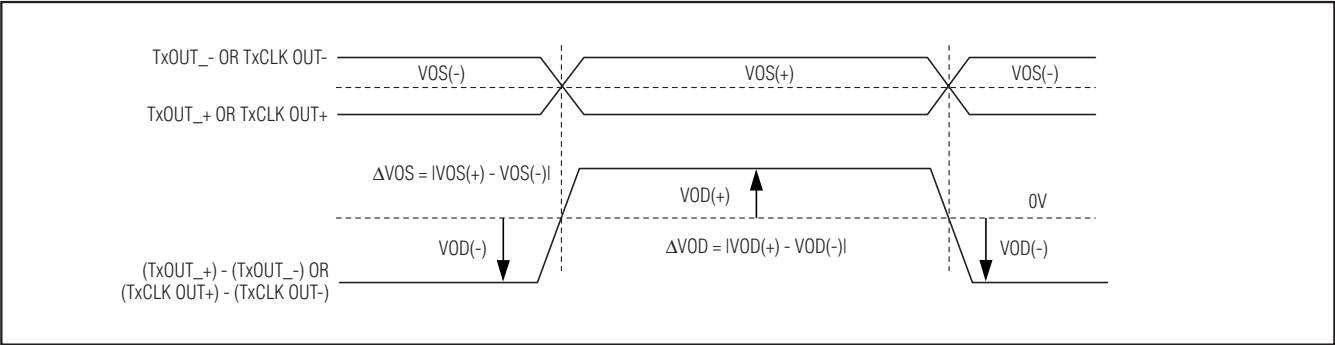 TxOUT_- OR TxCLK OUT-
VOS(-)
VOS(+)
VOS(-)
TxOUT_+ OR TxCLK OUT+
ΔVOS = |VOS(+) - VOS(-)|
VOD(+)
0V
VOD(-)
ΔVOD = |VOD(+) - VOD(-)|
VOD(-)
(TxOUT_+) - (TxOUT_-) OR
(TxCLK OUT+) - (TxCLK OUT-)